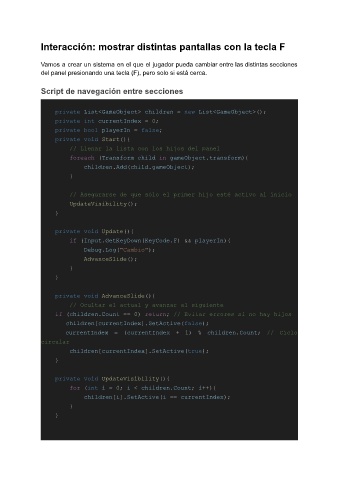 Interacción: mostrar distintas pantallas con la tecla F
Vamos a crear un sistema en el que el jugador pueda cambiar entre las distintas secciones
del panel presionando una tecla (F), pero solo si está cerca.
Script de navegación entre secciones
private List<GameObject> children = new List<GameObject>();
private int currentIndex = 0;
private bool playerIn = false;
private void Start(){
// Llenar la lista con los hijos del panel
foreach (Transform child in gameObject.transform){
children.Add(child.gameObject);
}
// Asegurarse de que solo el primer hijo esté activo al inicio
UpdateVisibility();
}
private void Update(){
if (Input.GetKeyDown(KeyCode.F) && playerIn){
Debug.Log("Cambio");
AdvanceSlide();
}
}
private void AdvanceSlide(){
// Ocultar el actual y avanzar al siguiente
if (children.Count == 0) return; // Evitar errores si no hay hijos
children[currentIndex].SetActive(false);
currentIndex = (currentIndex + 1) % children.Count; // Ciclo
circular
children[currentIndex].SetActive(true);
}
private void UpdateVisibility(){
for (int i = 0; i < children.Count; i++){
children[i].SetActive(i == currentIndex);
}
}